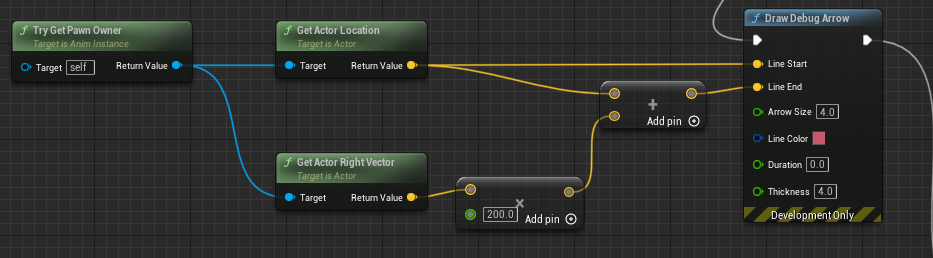 Try Get Pawn Owner
Target is Anim Instance
Target self Return Value
Get Actor Location
Target is Actor
Target Return Value
Get Actor Right Vector
Target is Actor
Target Return Value
×
200.0 Add pin
+
Add pin
Draw Debug Arrow
Line Start
Line End
Arrow Size 4.0
Line Color
Duration 0.0
Thickness 4.0
Development Only